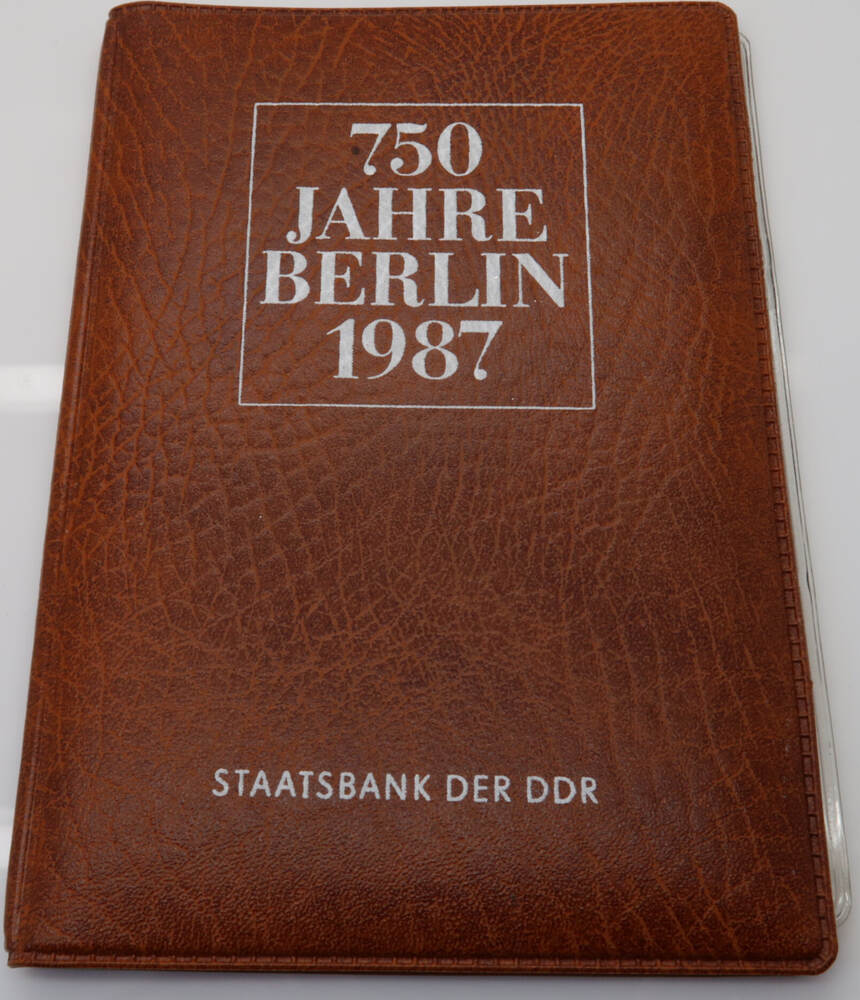 750
JAHRE
BERLIN
1987
STAATSBANK DER DDR